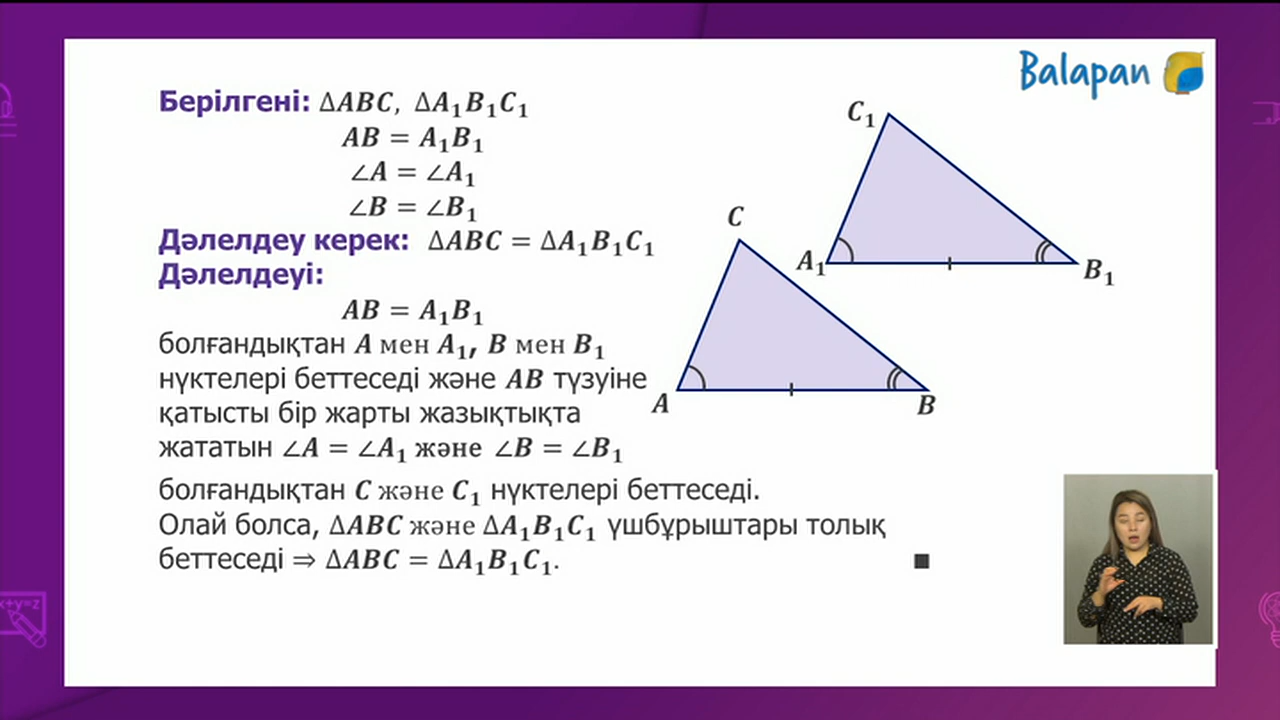 Balapan
Берілгені: ΔABC, ΔA₁B₁C₁
AB = A₁B₁
∠A = ∠A₁
∠B = ∠B₁
Дәлелдеу керек: ΔABC = ΔA₁B₁C₁
Дәлелдеуі:
AB = A₁B₁
болғандықтан A мен A₁, B мен B₁
нүктелері беттеседі және AB түзуіне
қатысты бір жарты жазықтықта
жататын ∠A = ∠A₁ және ∠B = ∠B₁
болғандықтан C және C₁ нүктелері беттеседі.
Олай болса, ΔABC және ΔA₁B₁C₁ үшбұрыштары толық
беттеседі ⇒ ΔABC = ΔA₁B₁C₁. ■
C₁
A₁
B₁
C
A
B
x+y=z